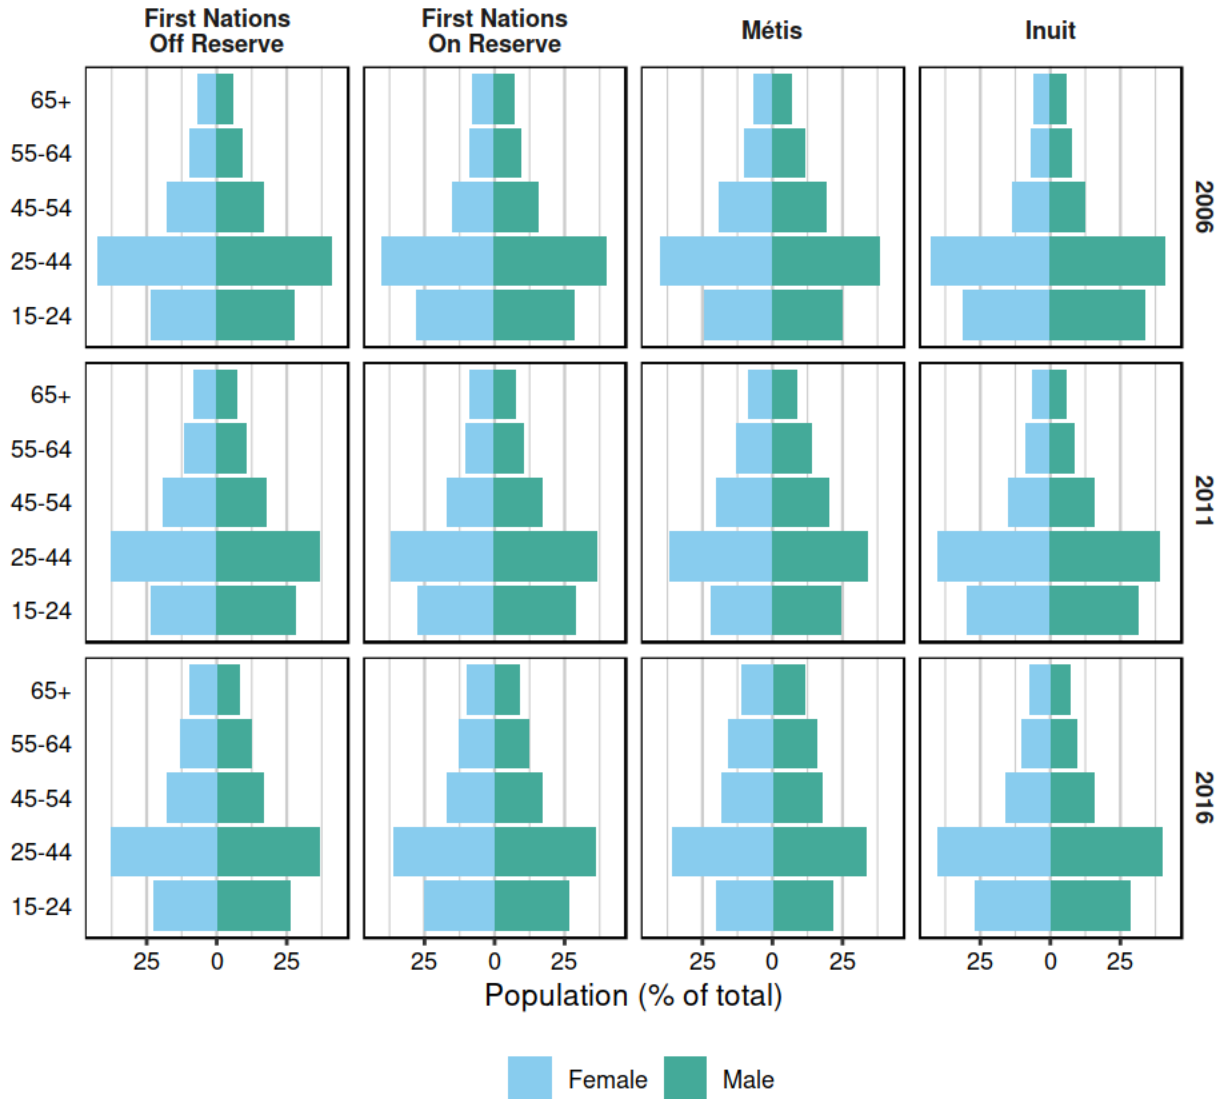 First Nations
Off Reserve
First Nations
On Reserve
Métis
Inuit
65+
55-64
45-54
25-44
15-24
2006
65+
55-64
45-54
25-44
15-24
2011
65+
55-64
45-54
25-44
15-24
2016
25 0 25
25 0 25
25 0 25
25 0 25
Population (% of total)
Female
Male